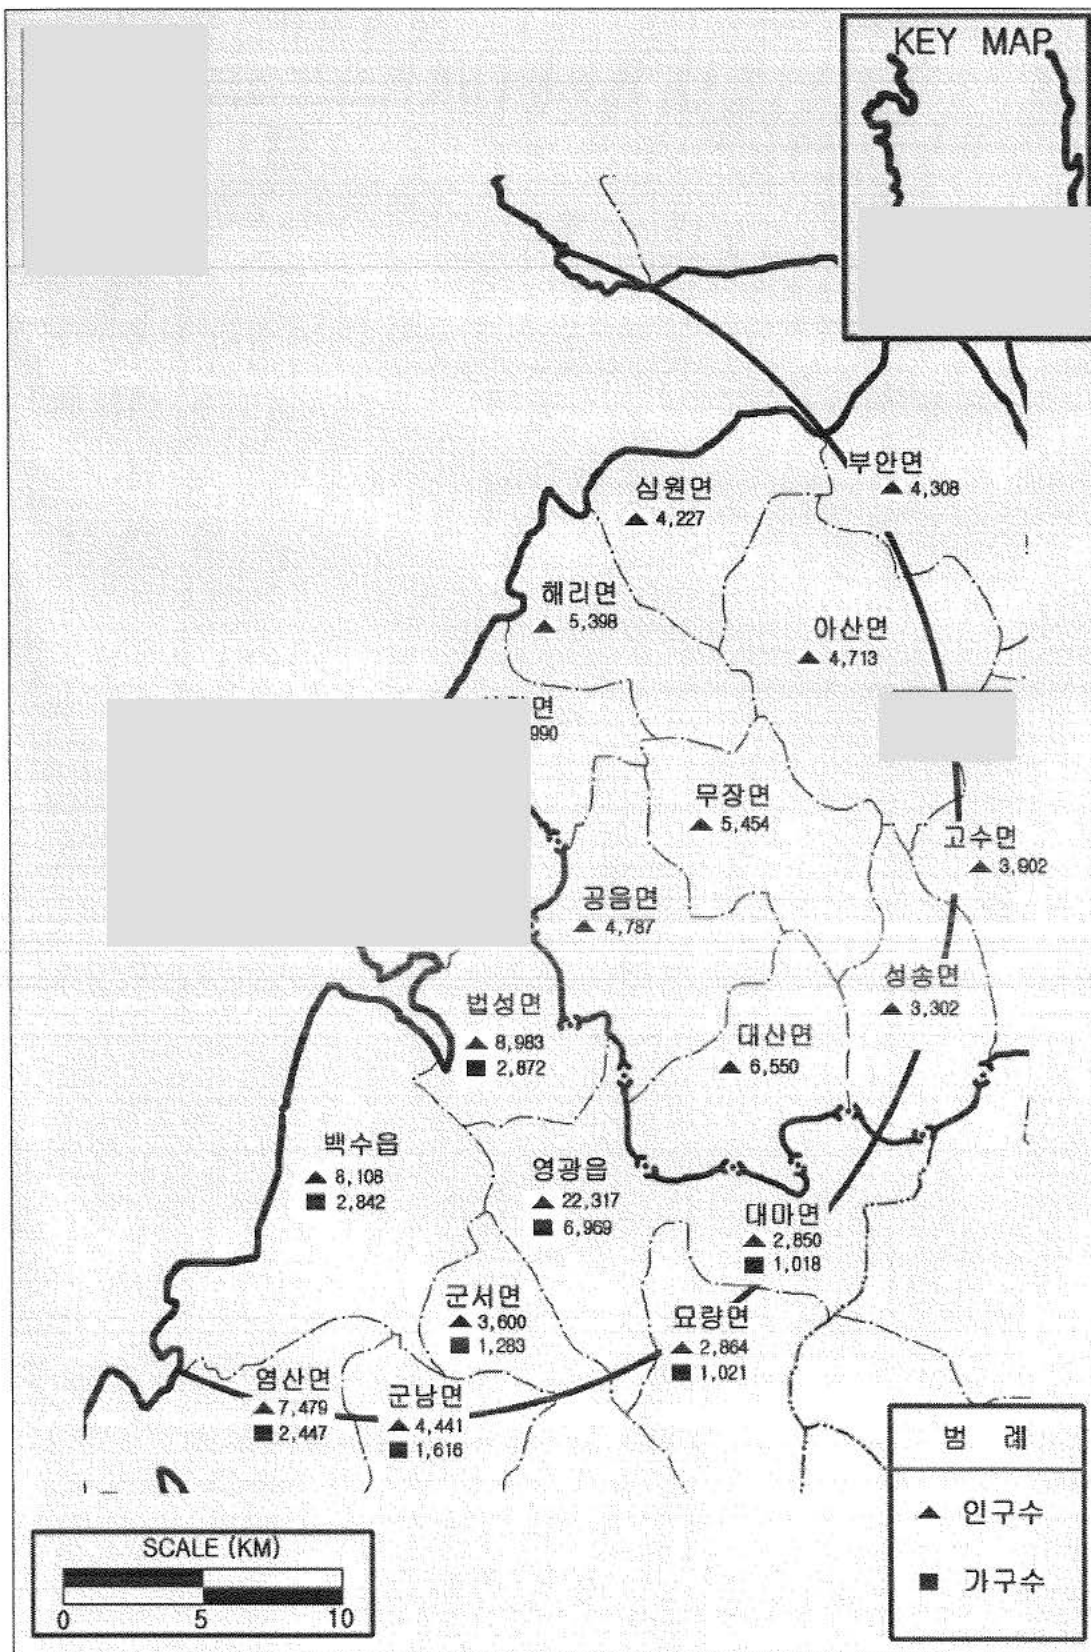 KEY MAP
부안면
▲ 4,308
심원면
▲ 4,227
해리면
▲ 5,398
아산면
▲ 4,713
면
990
무장면
▲ 5,454
고수면
▲ 3,902
공음면
▲ 4,787
성송면
▲ 3,302
법성면
▲ 8,983
■ 2,872
대산면
▲ 6,550
백수읍
▲ 8,108
■ 2,842
영광읍
▲ 22,317
■ 6,969
대마면
▲ 2,850
■ 1,018
군서면
▲ 3,600
■ 1,283
묘량면
▲ 2,864
■ 1,021
염산면
▲ 7,479
■ 2,447
군남면
▲ 4,441
■ 1,616
범 례
▲ 인구수
■ 가구수
SCALE (KM)
0 5 10